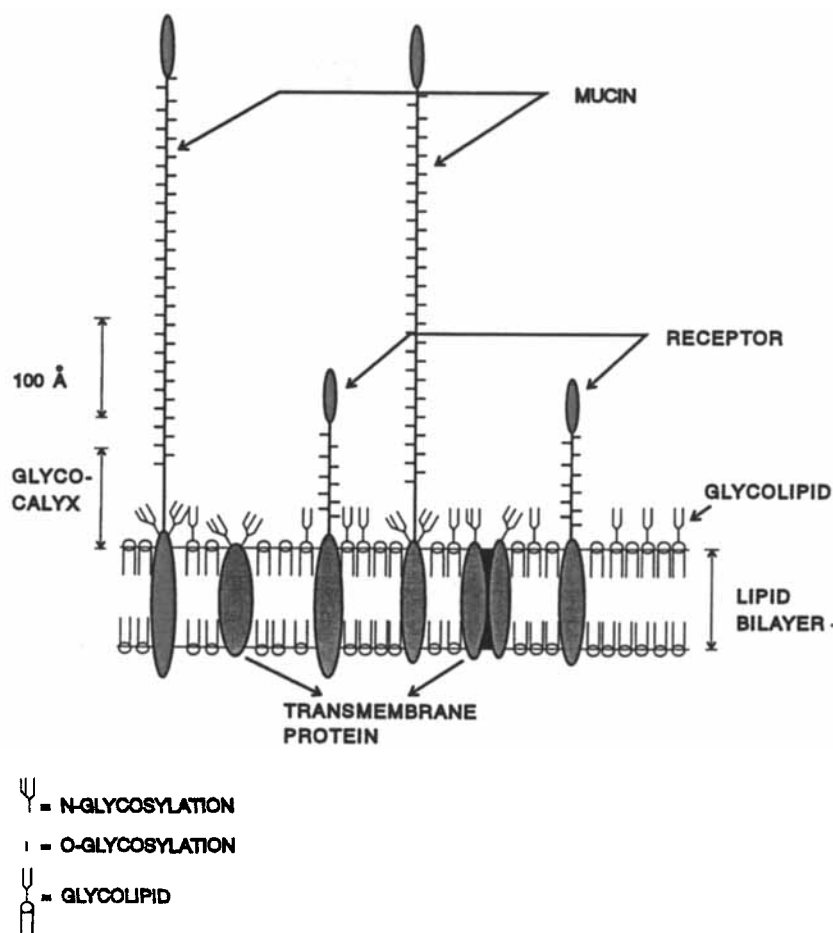 MUCIN
RECEPTOR
100 Å
GLYCO-
CALYX
GLYCOLIPID
LIPID
BILAYER
TRANSMEMBRANE
PROTEIN
= N-GLYCOSYLATION
= O-GLYCOSYLATION
= GLYCOLIPID